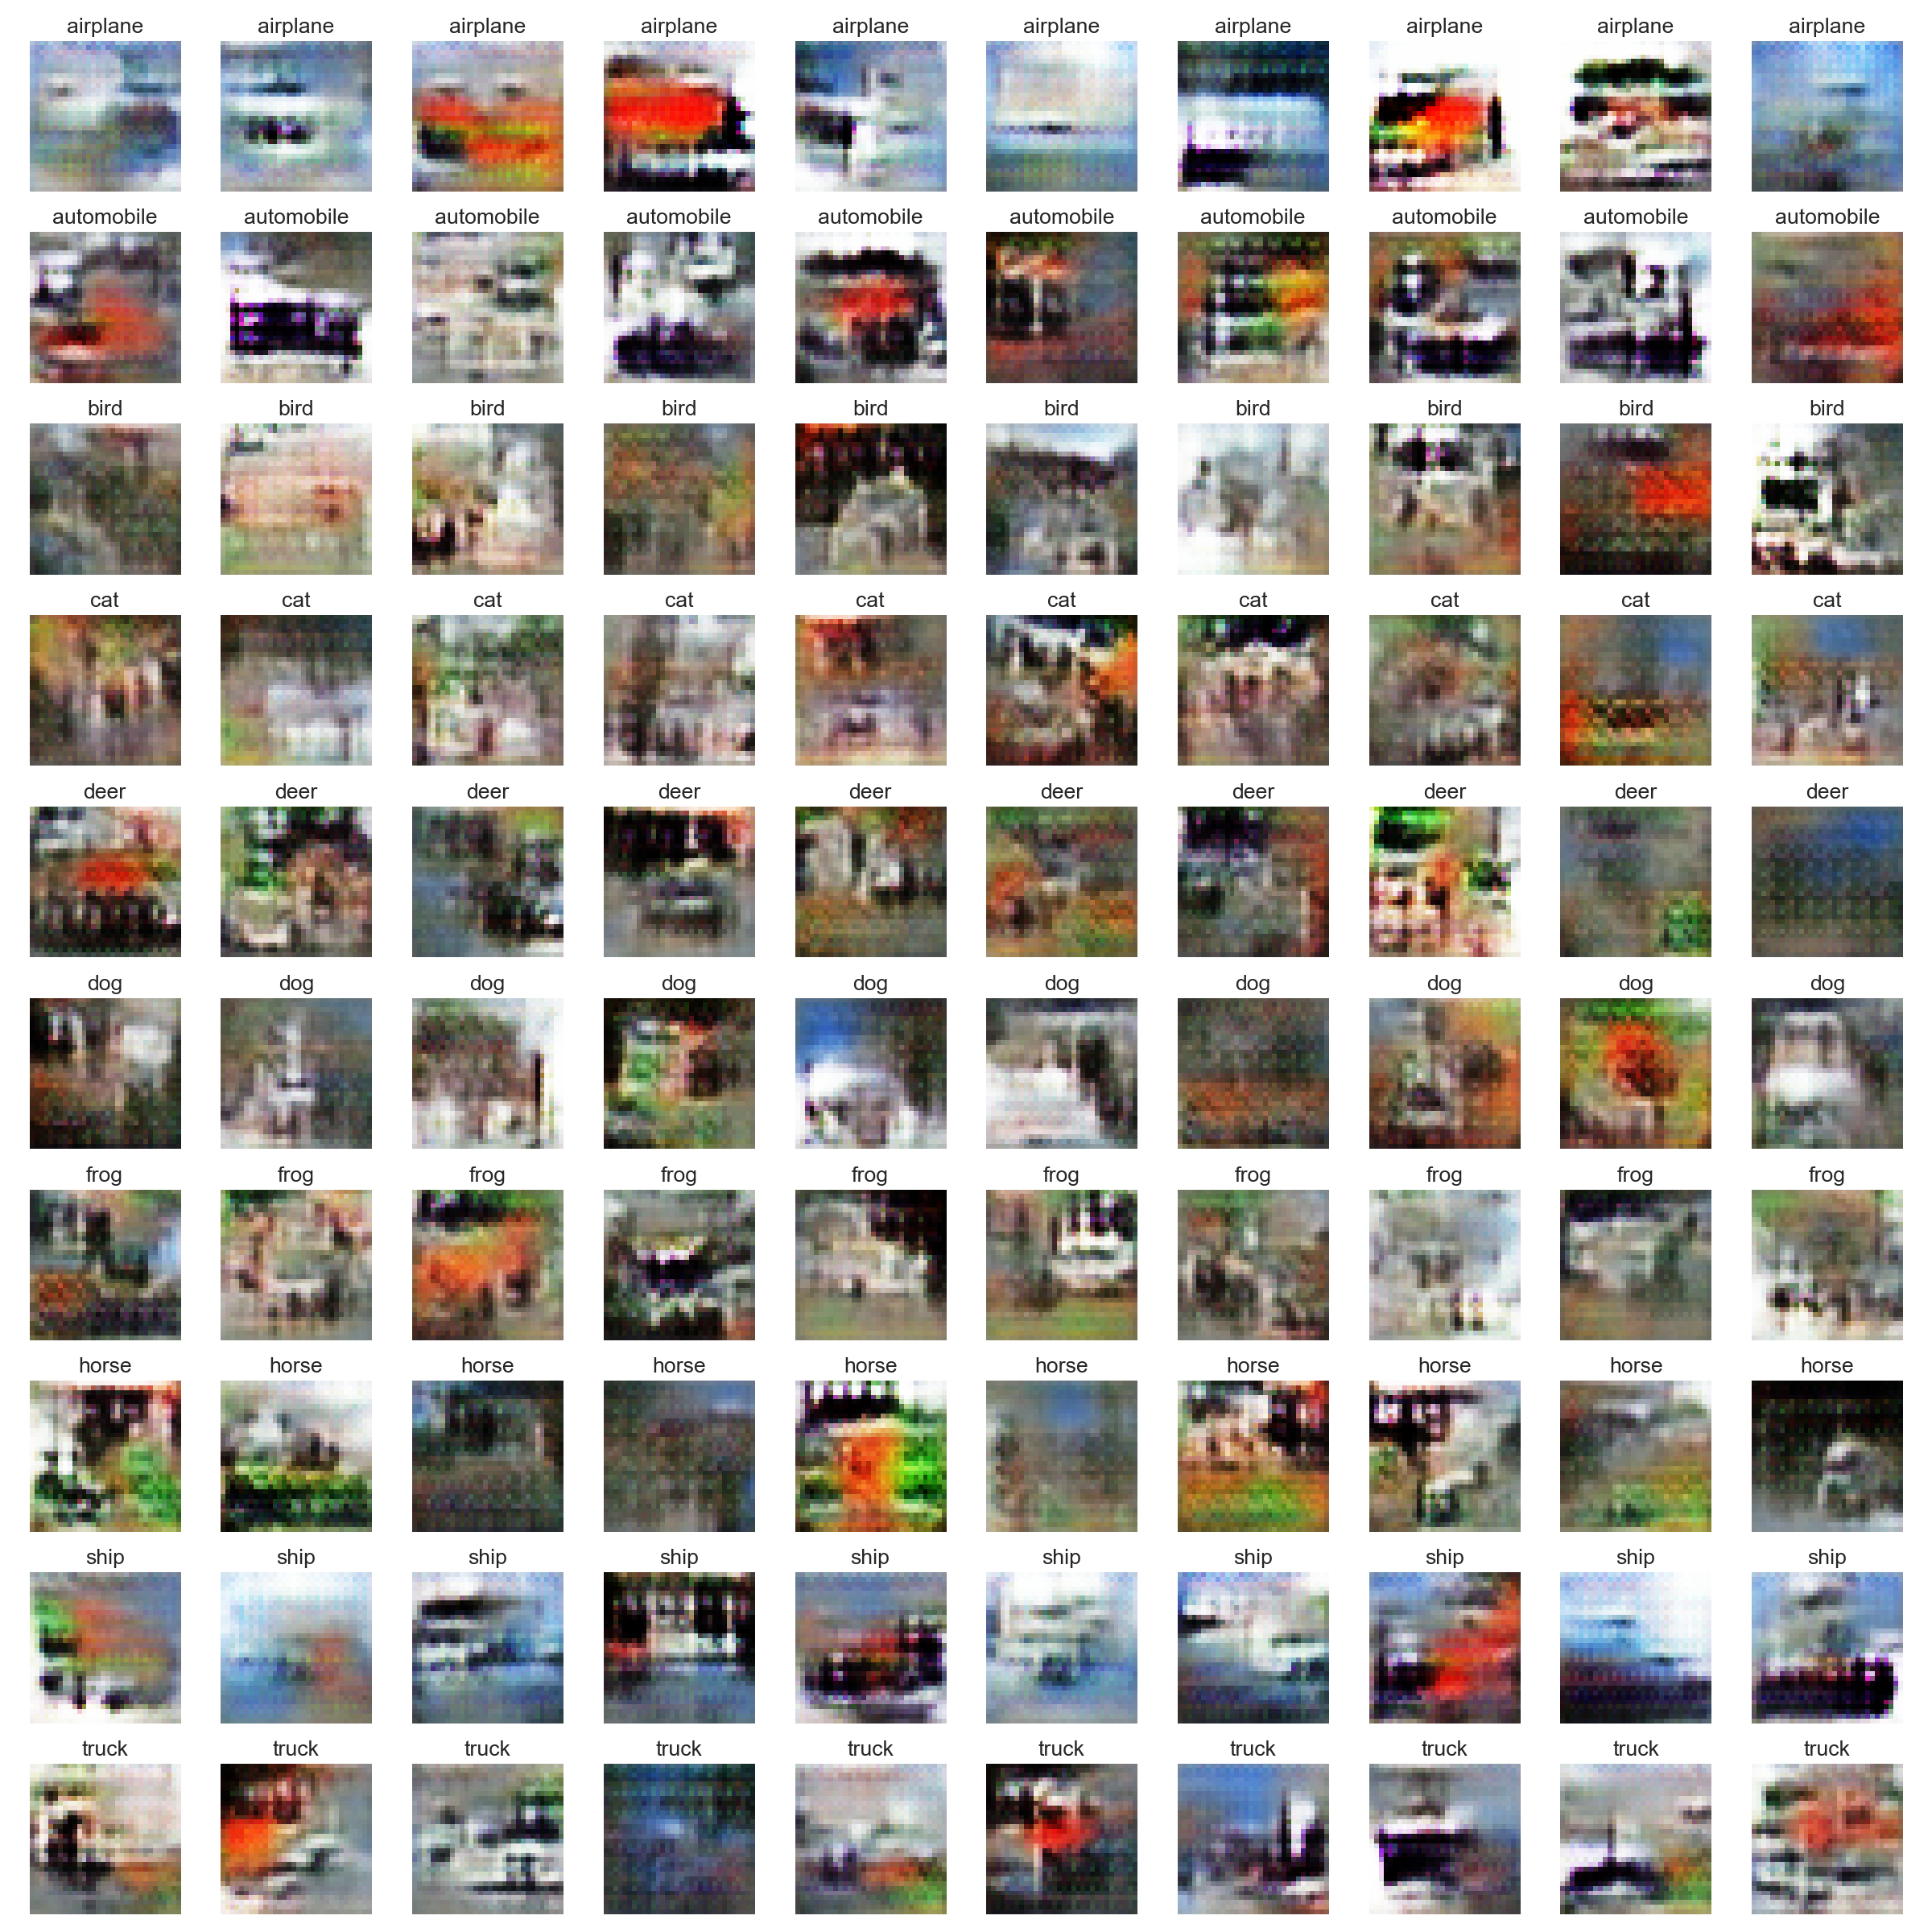 airplane airplane airplane airplane airplane airplane airplane airplane airplane airplane
automobile automobile automobile automobile automobile automobile automobile automobile automobile automobile
bird bird bird bird bird bird bird bird bird bird
cat cat cat cat cat cat cat cat cat cat
deer deer deer deer deer deer deer deer deer deer
dog dog dog dog dog dog dog dog dog dog
frog frog frog frog frog frog frog frog frog frog
horse horse horse horse horse horse horse horse horse horse
ship ship ship ship ship ship ship ship ship ship
truck truck truck truck truck truck truck truck truck truck